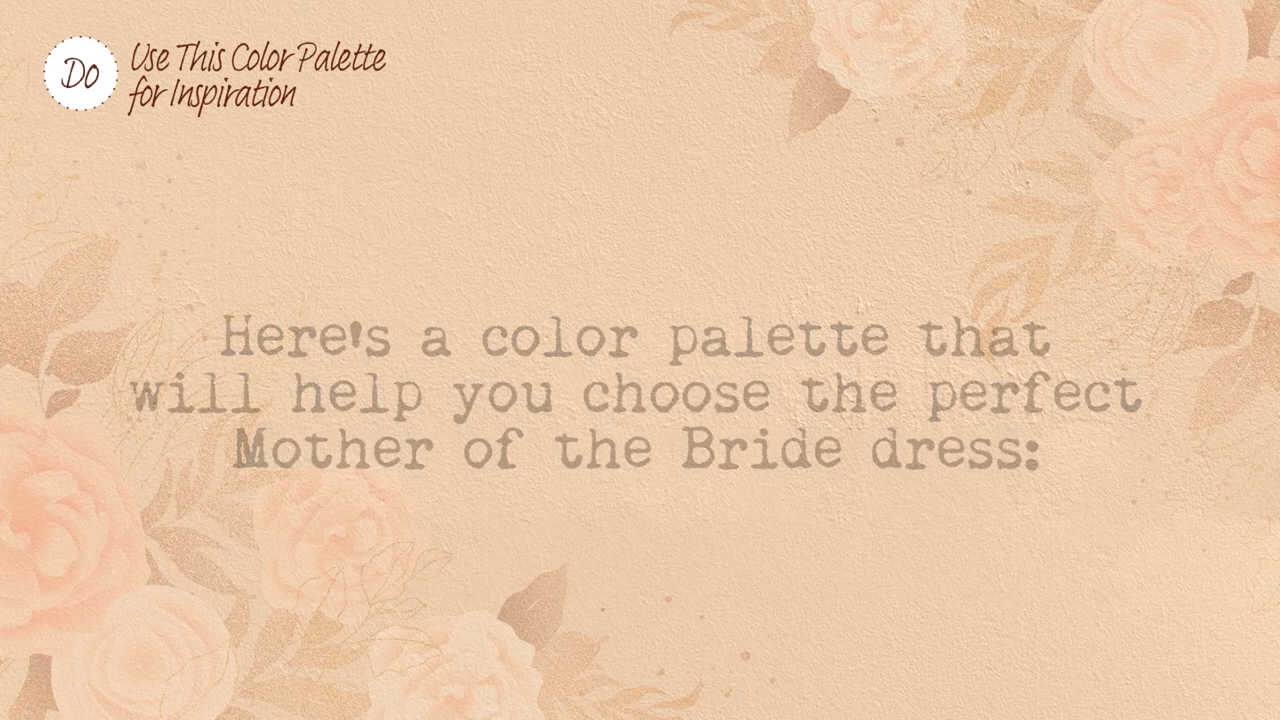 Do
Use This Color Palette
for Inspiration
Here's a color palette that
will help you choose the perfect
Mother of the Bride dress: